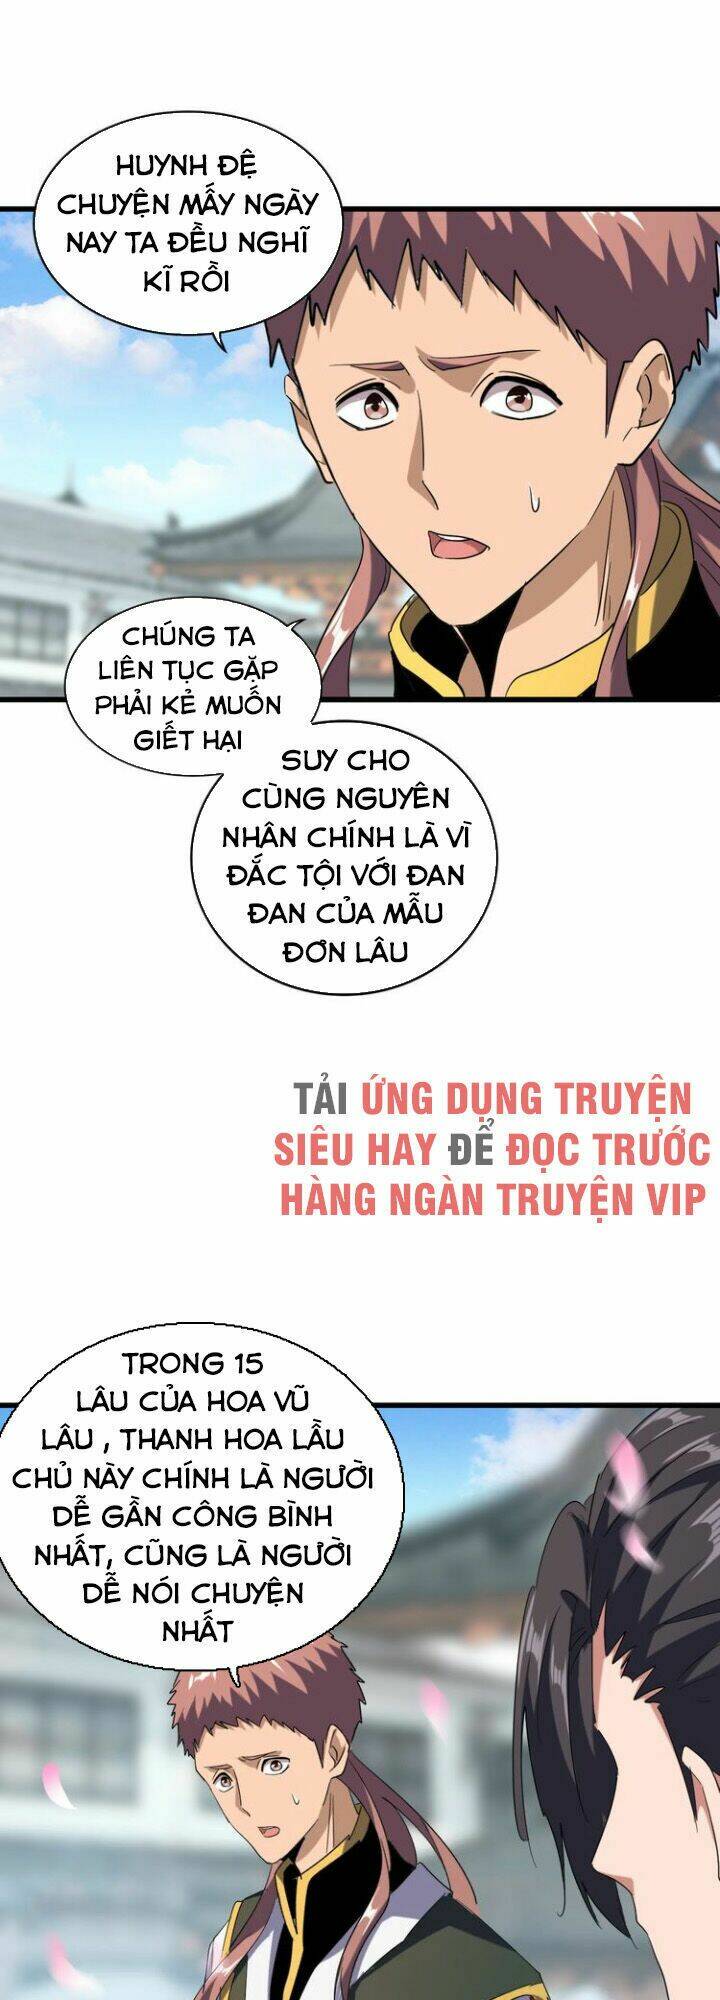 HUYNH ĐỆ
CHUYỆN MẤY NGÀY
NAY TA ĐỀU NGHĨ
KĨ RỒI
CHÚNG TA
LIÊN TỤC GẶP
PHẢI KẺ MUỐN
GIẾT HẠI
SUY CHO
CÙNG NGUYÊN
NHÂN CHÍNH LÀ VÌ
ĐẮC TỘI VỚI ĐAN
ĐAN CỦA MẪU
ĐƠN LÂU
TẢI ỨNG DỤNG TRUYỆN
SIÊU HAY ĐỂ ĐỌC TRƯỚC
HÀNG NGÀN TRUYỆN VIP
TRONG 15
LÂU CỦA HOA VŨ
LÂU , THANH HOA LẦU
CHỦ NÀY CHÍNH LÀ NGƯỜI
DỄ GẦN CÔNG BÌNH
NHẤT, CŨNG LÀ NGƯỜI
DỄ NÓI CHUYỆN
NHẤT